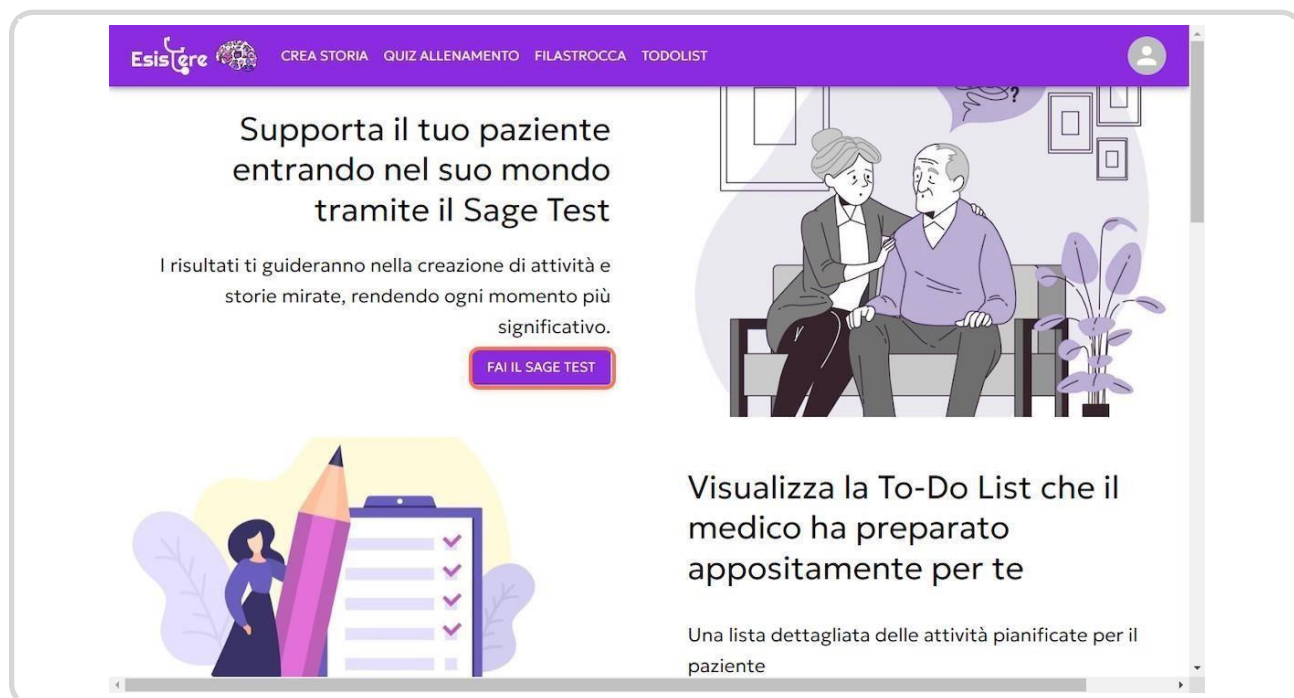 Esistere
CREA STORIA QUIZ ALLENAMENTO FILASTROCCA TODOLIST
?
Supporta il tuo paziente
entrando nel suo mondo
tramite il Sage Test
I risultati ti guideranno nella creazione di attività e
storie mirate, rendendo ogni momento più
significativo.
FAI IL SAGE TEST
Visualizza la To-Do List che il
medico ha preparato
appositamente per te
Una lista dettagliata delle attività pianificate per il
paziente